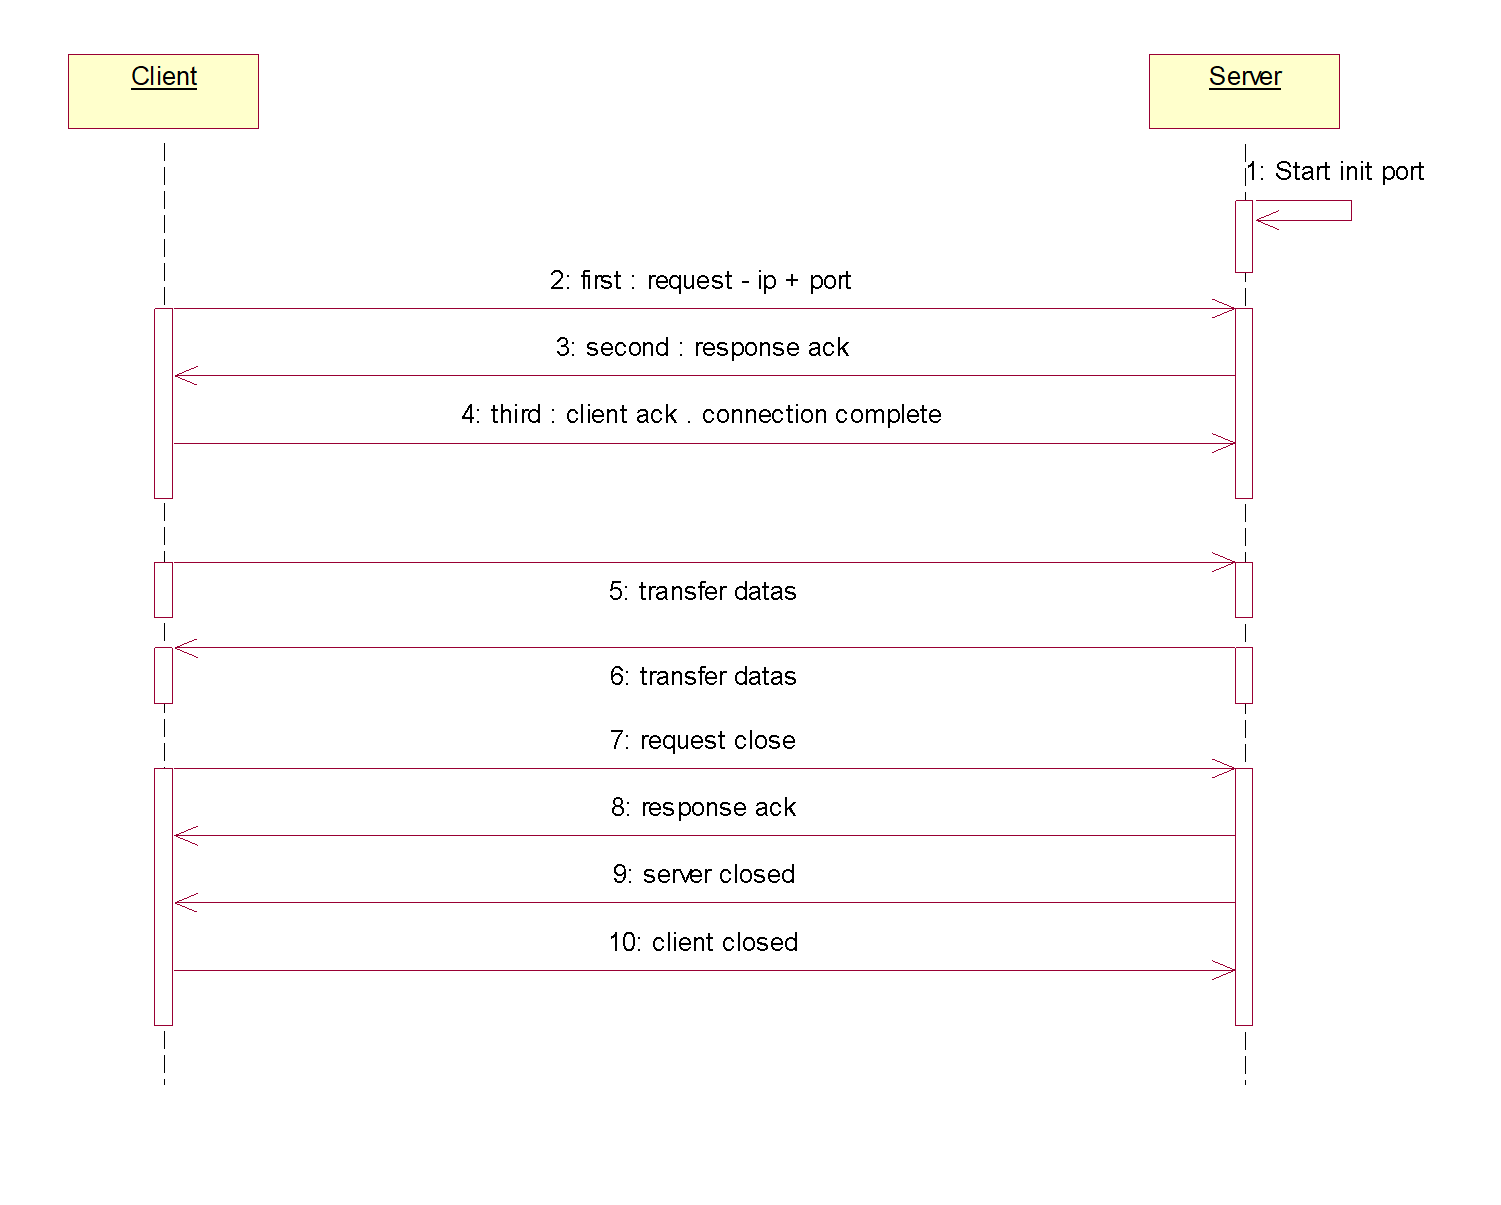 Client
Server
1: Start init port
2: first : request - ip + port
3: second : response ack
4: third : client ack . connection complete
5: transfer datas
6: transfer datas
7: request close
8: response ack
9: server closed
10: client closed